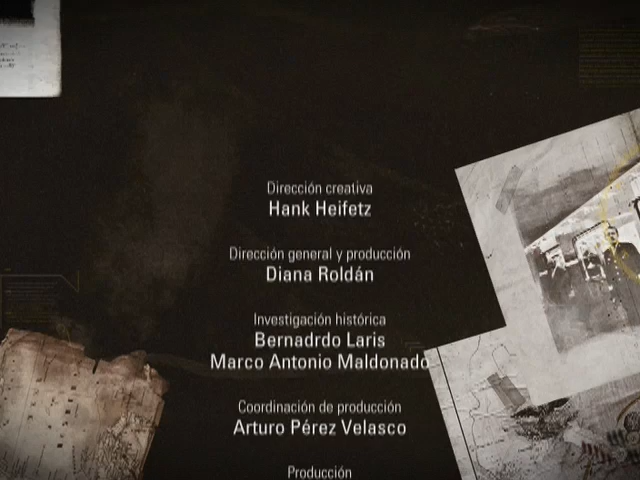 Dirección creativa
Hank Heifetz
Dirección general y producción
Diana Roldán
Investigación histórica
Bernadrdo Laris
Marco Antonio Maldonado
Coordinación de producción
Arturo Pérez Velasco
Producción